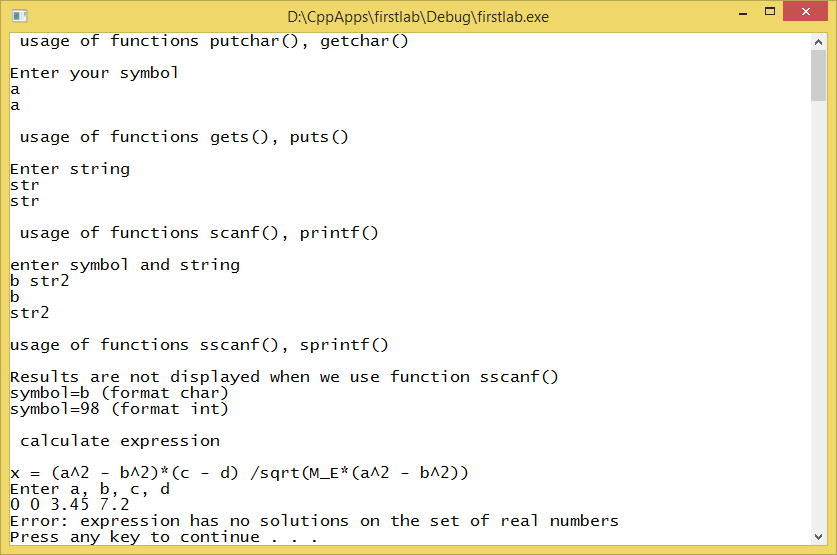 D:\CppApps\firstlab\Debug\firstlab.exe
usage of functions putchar(), getchar()
Enter your symbol
a
a
usage of functions gets(), puts()
Enter string
str
str
usage of functions scanf(), printf()
enter symbol and string
b str2
b
str2
usage of functions sscanf(), sprintf()
Results are not displayed when we use function sscanf()
symbol=b (format char)
symbol=98 (format int)
calculate expression
x = (a^2 - b^2)*(c - d) /sqrt(M_E*(a^2 - b^2))
Enter a, b, c, d
0 0 3.45 7.2
Error: expression has no solutions on the set of real numbers
Press any key to continue . . .